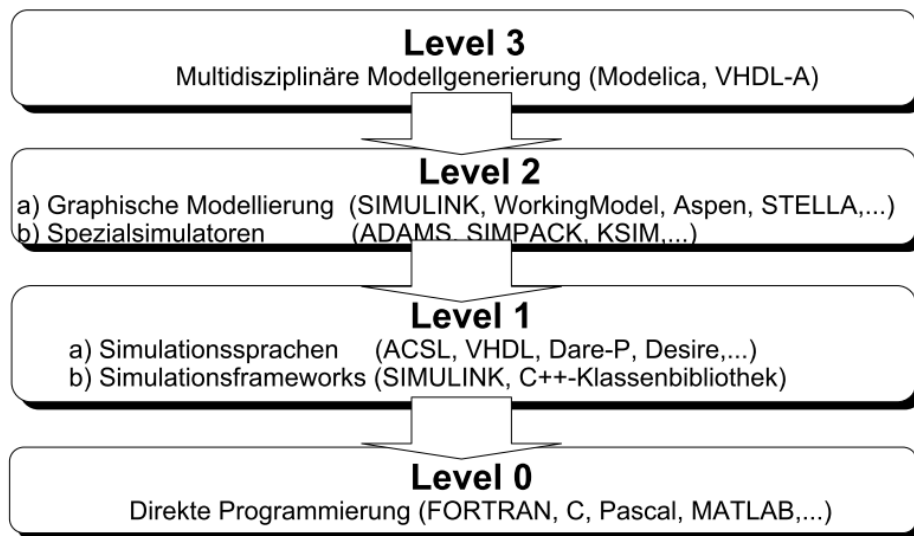 Level 3
Multidisziplinäre Modellgenerierung (Modelica, VHDL-A)
Level 2
a) Graphische Modellierung (SIMULINK, WorkingModel, Aspen, STELLA,...)
b) Spezialsimulatoren (ADAMS, SIMPACK, KSIM,...)
Level 1
a) Simulationssprachen (ACSL, VHDL, Dare-P, Desire,...)
b) Simulationsframeworks (SIMULINK, C++-Klassenbibliothek)
Level 0
Direkte Programmierung (FORTRAN, C, Pascal, MATLAB,...)